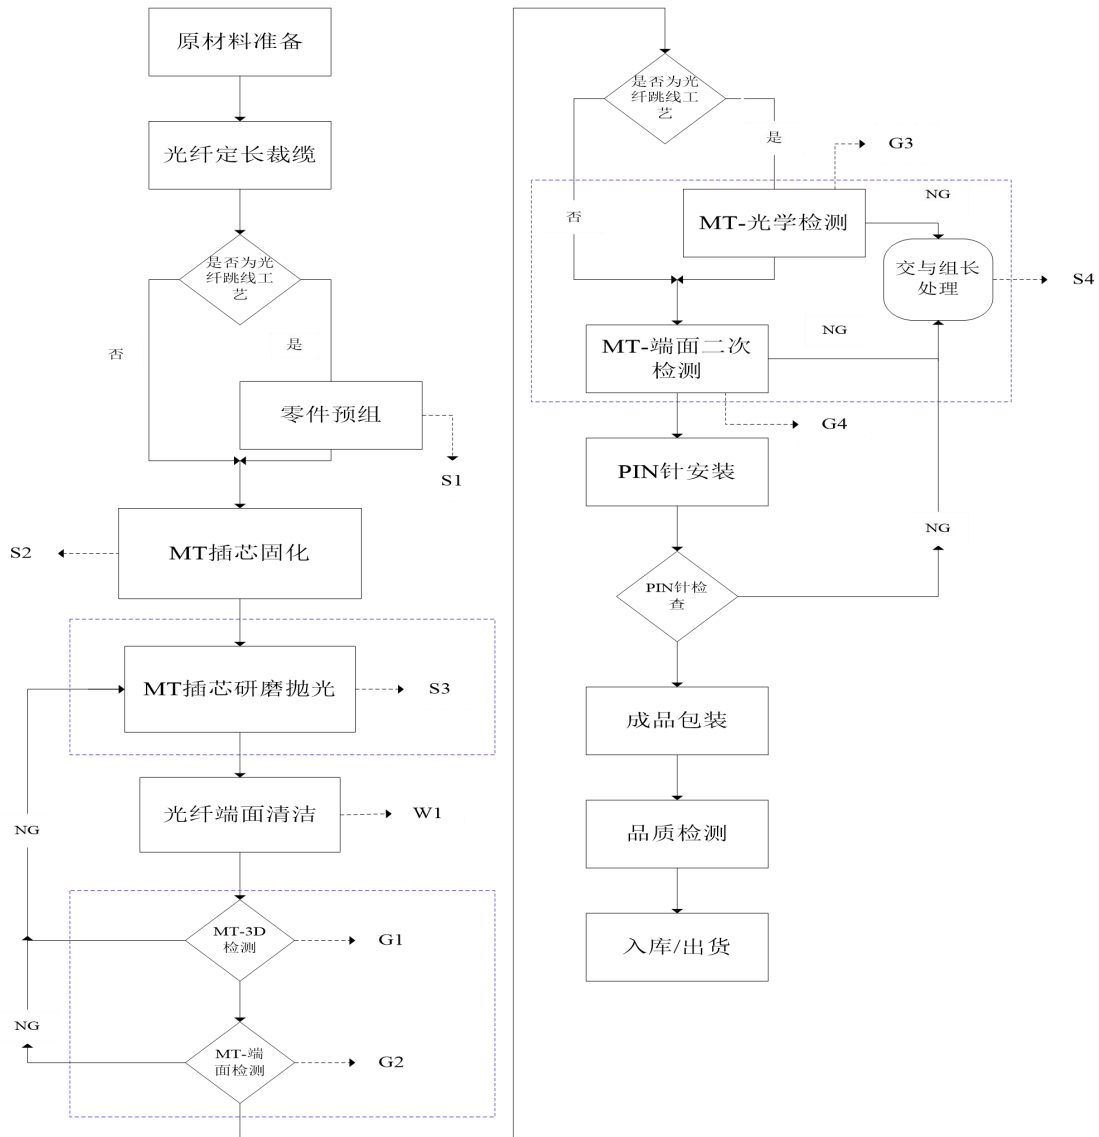 原材料准备
光纤定长裁缆
是否为光
纤跳线工
艺
否
是
零件预组
S1
MT插芯固化
S2
MT插芯研磨抛光
S3
光纤端面清洁
W1
NG
MT-3D
检测
G1
NG
MT-端
面检测
G2
是否为光
纤跳线工
艺
是
否
G3
MT-光学检测
NG
交与组长
处理
S4
MT-端面二次
检测
NG
G4
PIN针安装
NG
PIN针检
查
成品包装
品质检测
入库/出货